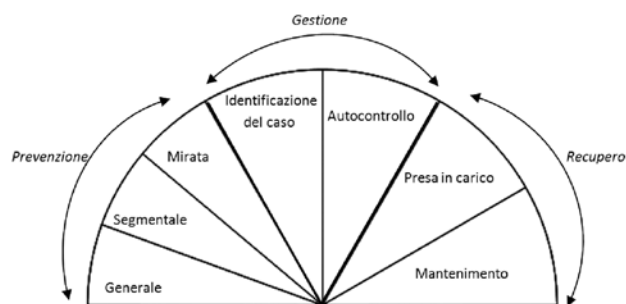 Gestione
Identificazione
del caso
Autocontrollo
Prevenzione
Mirata
Recupero
Presa in carico
Segmentale
Mantenimento
Generale